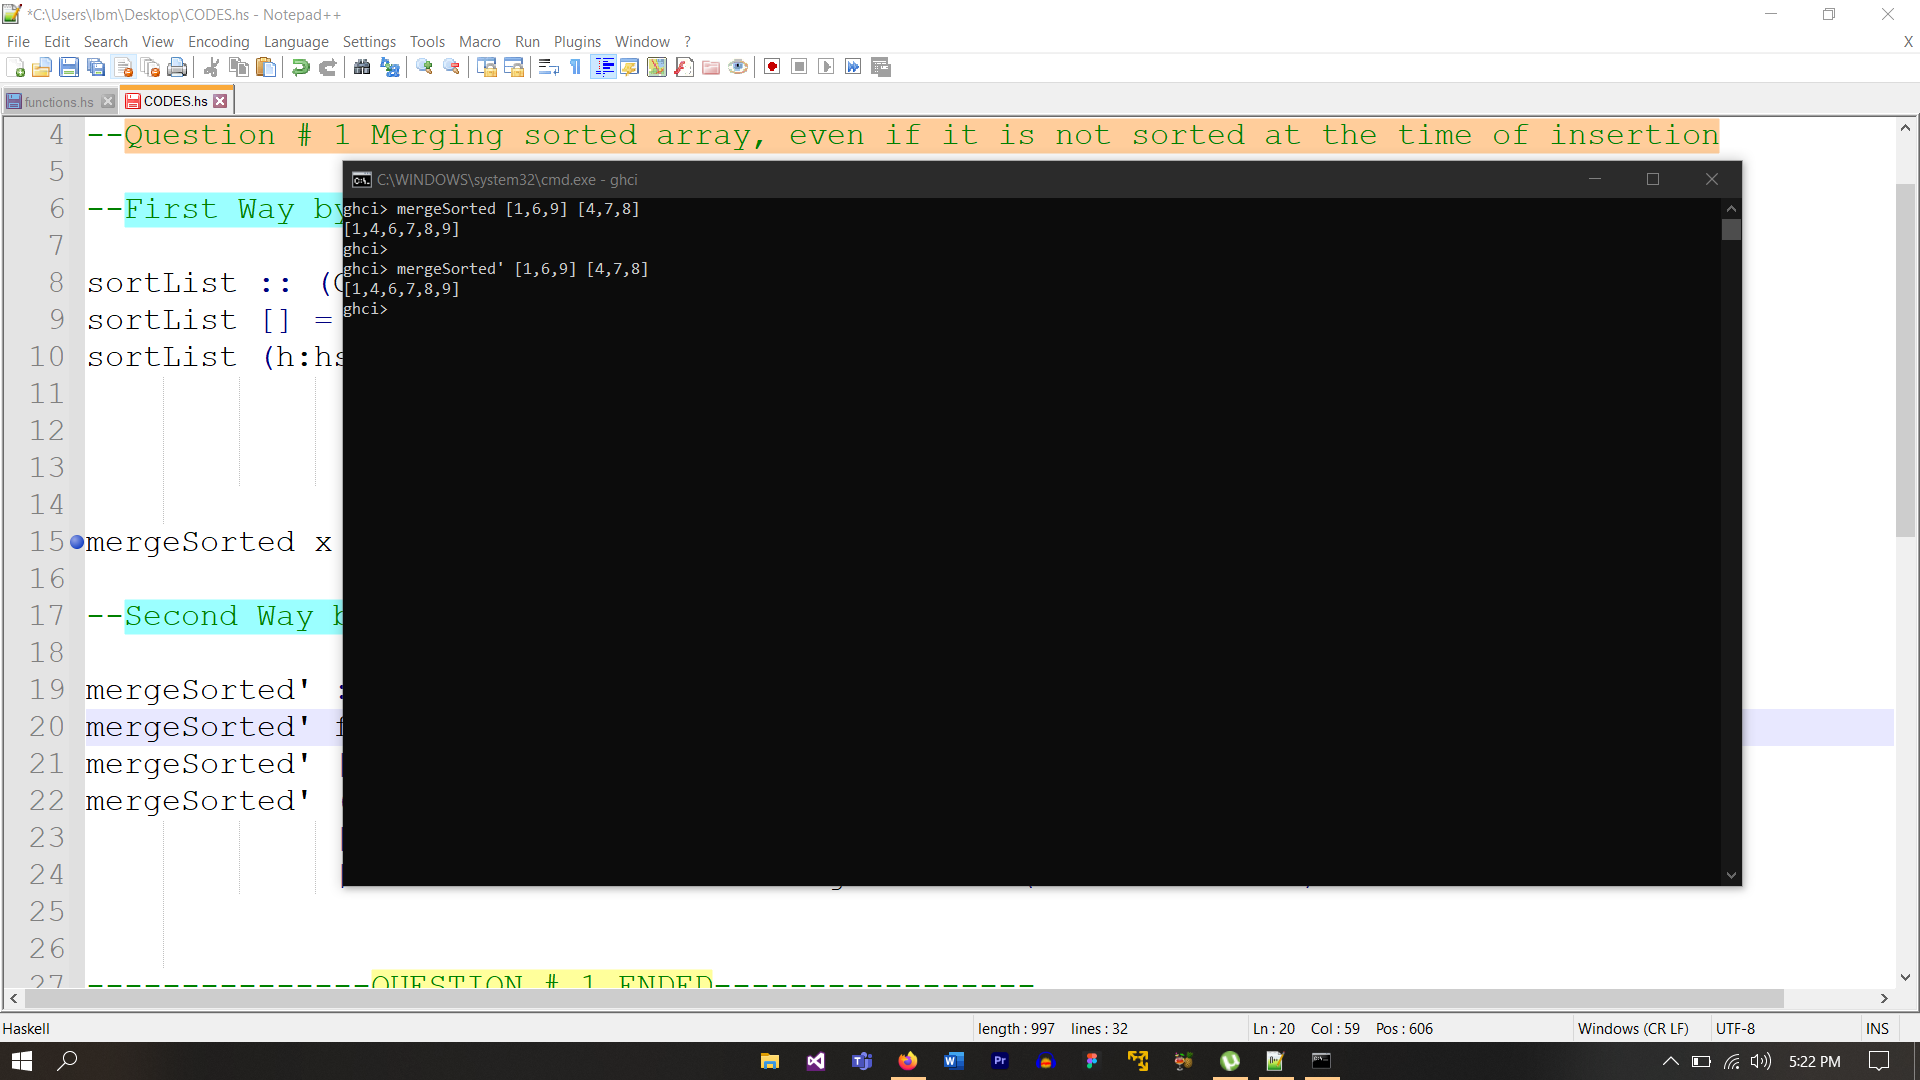 *C:\Users\Ibm\Desktop\CODES.hs - Notepad++
File Edit Search View Encoding Language Settings Tools Macro Run Plugins Window ? X
functions.hs CODES.hs
4 --Question # 1 Merging sorted array, even if it is not sorted at the time of insertion
5
C:\WINDOWS\system32\cmd.exe - ghci
ghci> mergeSorted [1,6,9] [4,7,8]
[1,4,6,7,8,9]
ghci>
ghci> mergeSorted' [1,6,9] [4,7,8]
[1,4,6,7,8,9]
ghci>
6 --First Way by
7
8 sortList :: (
9 sortList [] =
10 sortList (h:hs
11
12
13
14
15 mergeSorted x
16
17 --Second Way b
18
19 mergeSorted' :
20 mergeSorted' f
21 mergeSorted'
22 mergeSorted'
23
24
25
26
27 ---------------QUESTION # 1 ENDED-----------------
Haskell length : 997 lines : 32 Ln : 20 Col : 59 Pos : 606 Windows (CR LF) UTF-8 INS
5:22 PM